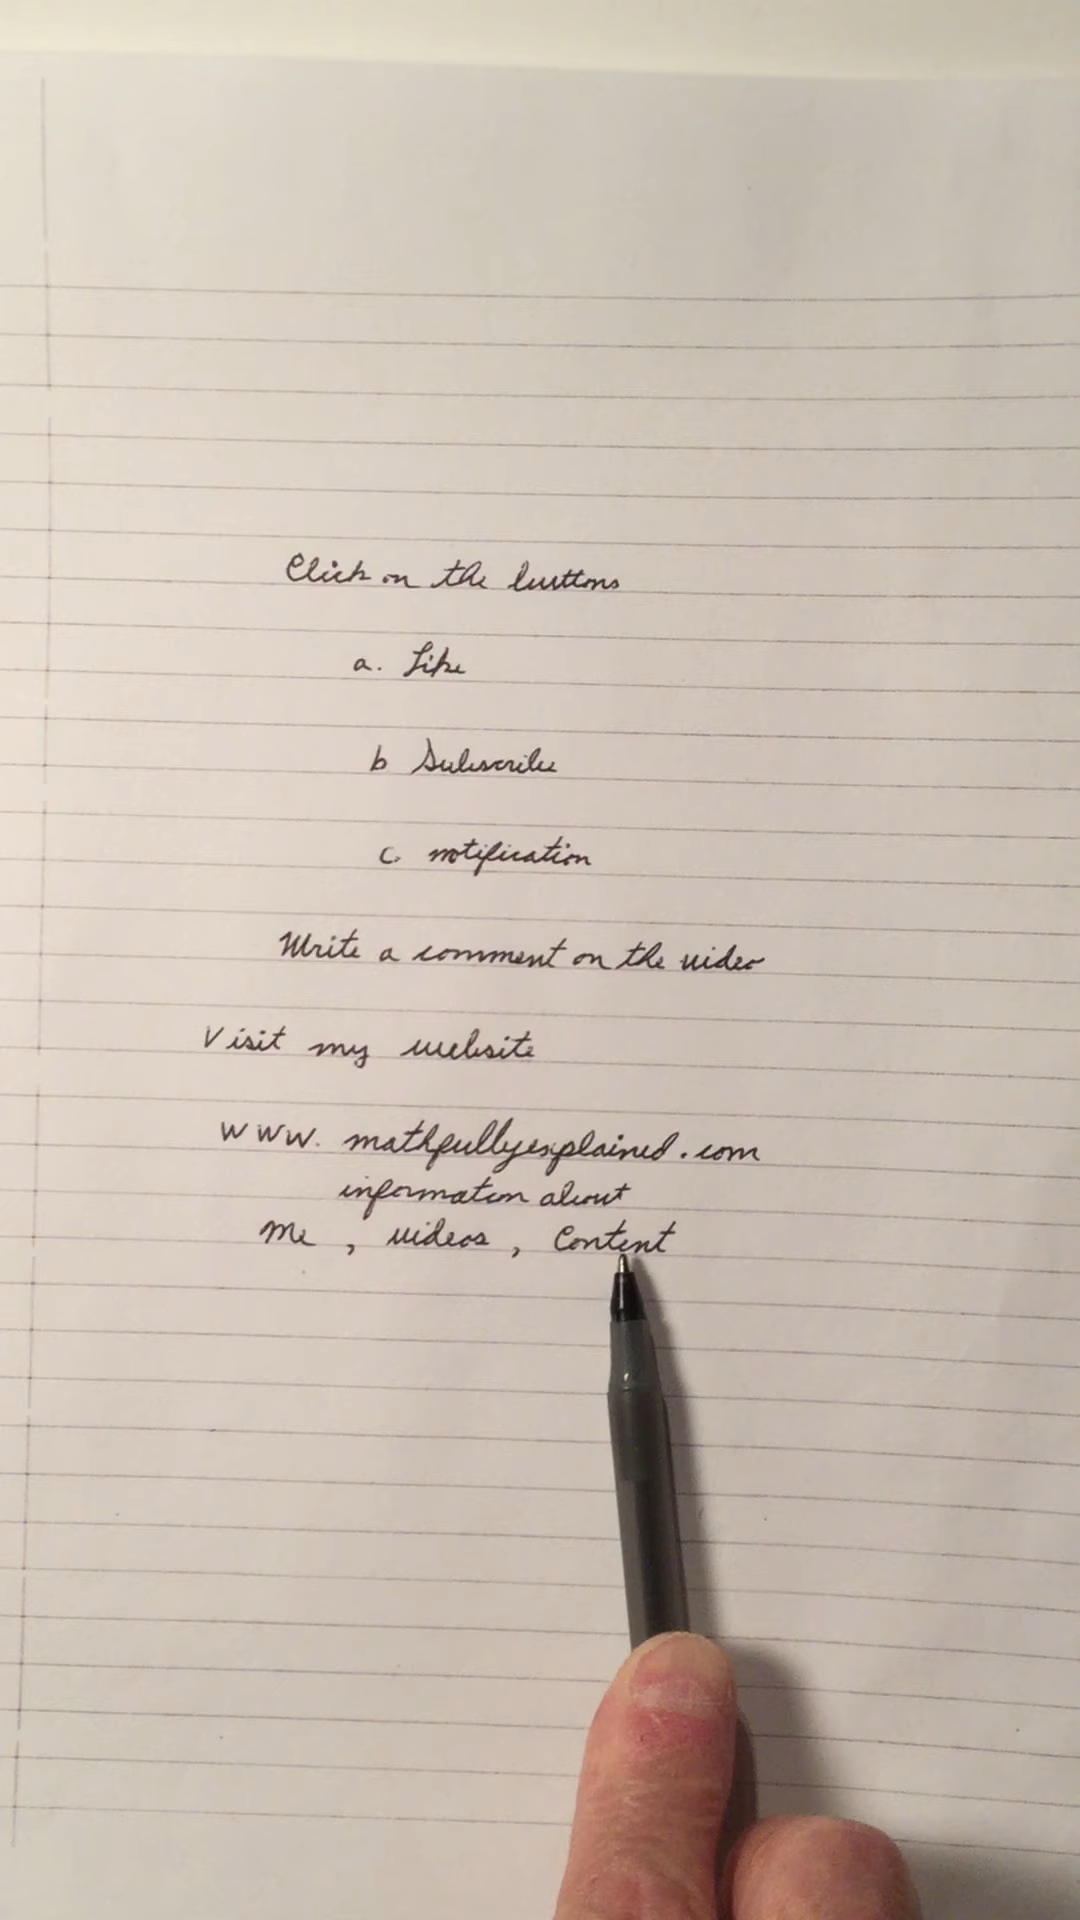 Click on the buttons
a. Like
b Subscribe
c. notification
Write a comment on the video
Visit my website
www. mathfullyexplained.com
information about
Me , videos , Content